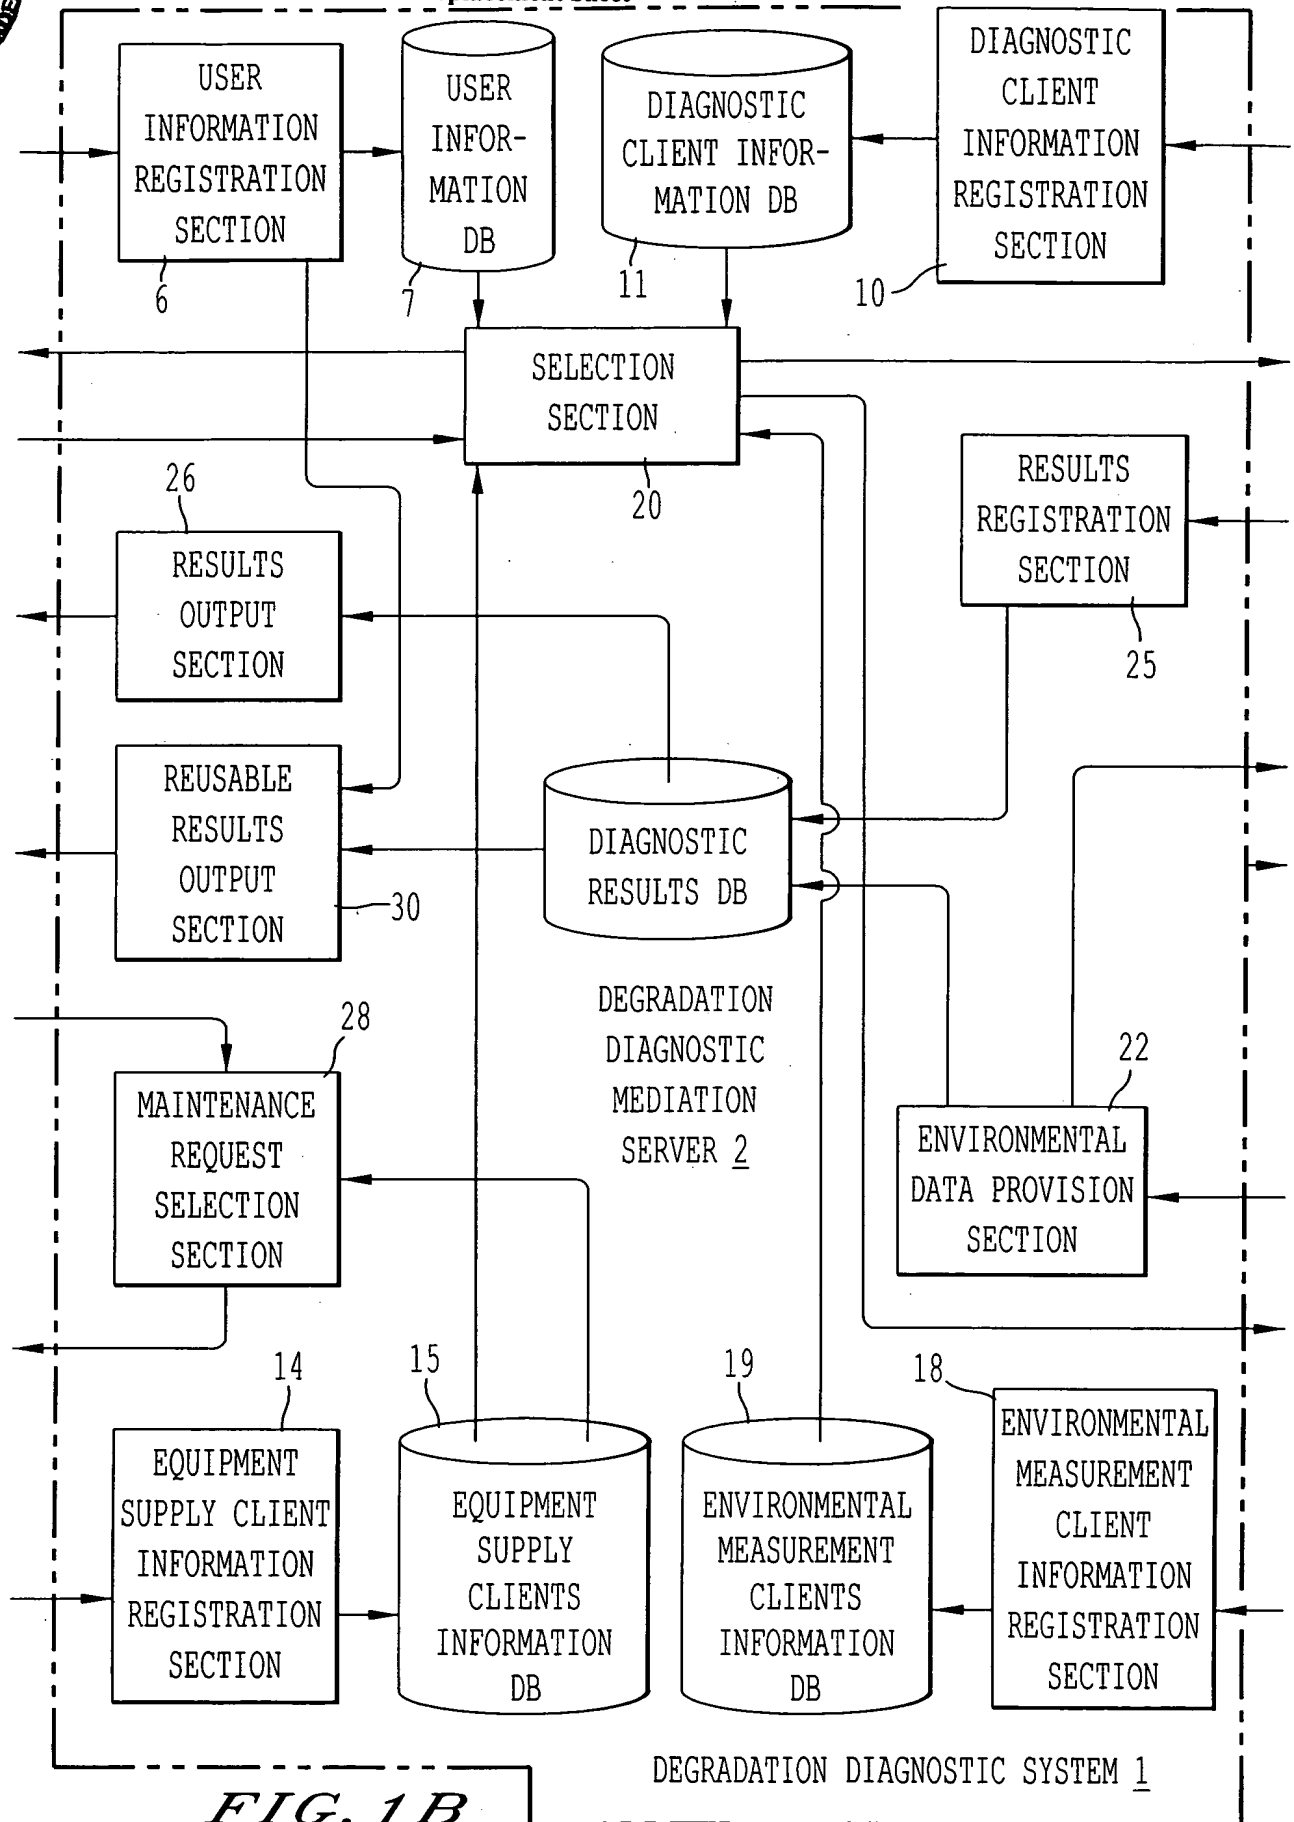 USER
INFORMATION
REGISTRATION
SECTION
6
USER
INFOR-
MATION
DB
7
DIAGNOSTIC
CLIENT INFOR-
MATION DB
11
DIAGNOSTIC
CLIENT
INFORMATION
REGISTRATION
SECTION
10
SELECTION
SECTION
20
RESULTS
REGISTRATION
SECTION
25
26
RESULTS
OUTPUT
SECTION
REUSABLE
RESULTS
OUTPUT
SECTION
30
DIAGNOSTIC
RESULTS DB
DEGRADATION
DIAGNOSTIC
MEDIATION
SERVER 2
28
MAINTENANCE
REQUEST
SELECTION
SECTION
22
ENVIRONMENTAL
DATA PROVISION
SECTION
14
EQUIPMENT
SUPPLY CLIENT
INFORMATION
REGISTRATION
SECTION
15
EQUIPMENT
SUPPLY
CLIENTS
INFORMATION
DB
19
ENVIRONMENTAL
MEASUREMENT
CLIENTS
INFORMATION
DB
18
ENVIRONMENTAL
MEASUREMENT
CLIENT
INFORMATION
REGISTRATION
SECTION
DEGRADATION DIAGNOSTIC SYSTEM 1
FIG. 1B